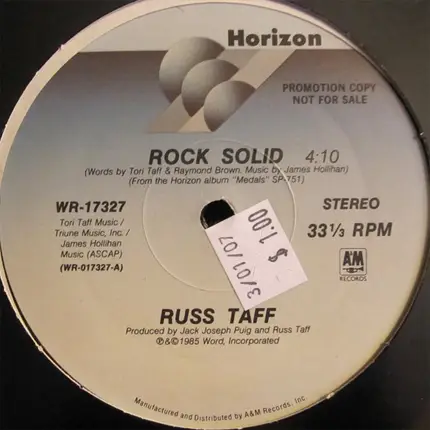 Horizon
PROMOTION COPY
NOT FOR SALE
ROCK SOLID 4:10
(Words by Tori Taff & Raymond Brown. Music by James Hollihan)
(From the Horizon album "Medals" SP-751)
WR-17327
Tori Taff Music /
Triune Music, Inc. /
James Hollihan
Music (ASCAP)
(WR-017327-A)
STEREO
33⅓ RPM
A&M
RECORDS
3/01/07
$ 1.00
RUSS TAFF
Produced by Jack Joseph Puig and Russ Taff
℗&©1985 Word, Incorporated
Manufactured and Distributed by A&M Records, Inc.